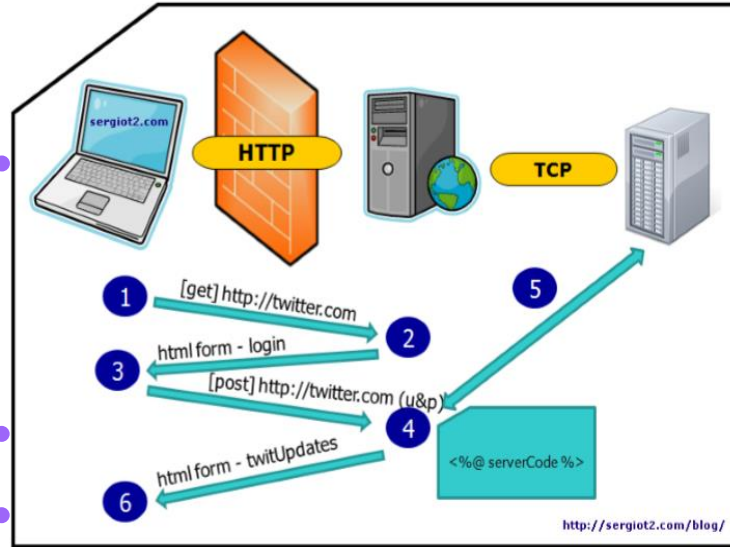 sergiot2.com
HTTP
TCP
1
[get] http://twitter.com
2
html form - login
3
[post] http://twitter.com (u&p)
4
5
<%@ serverCode %>
html form - twitUpdates
6
http://sergiot2.com/blog/